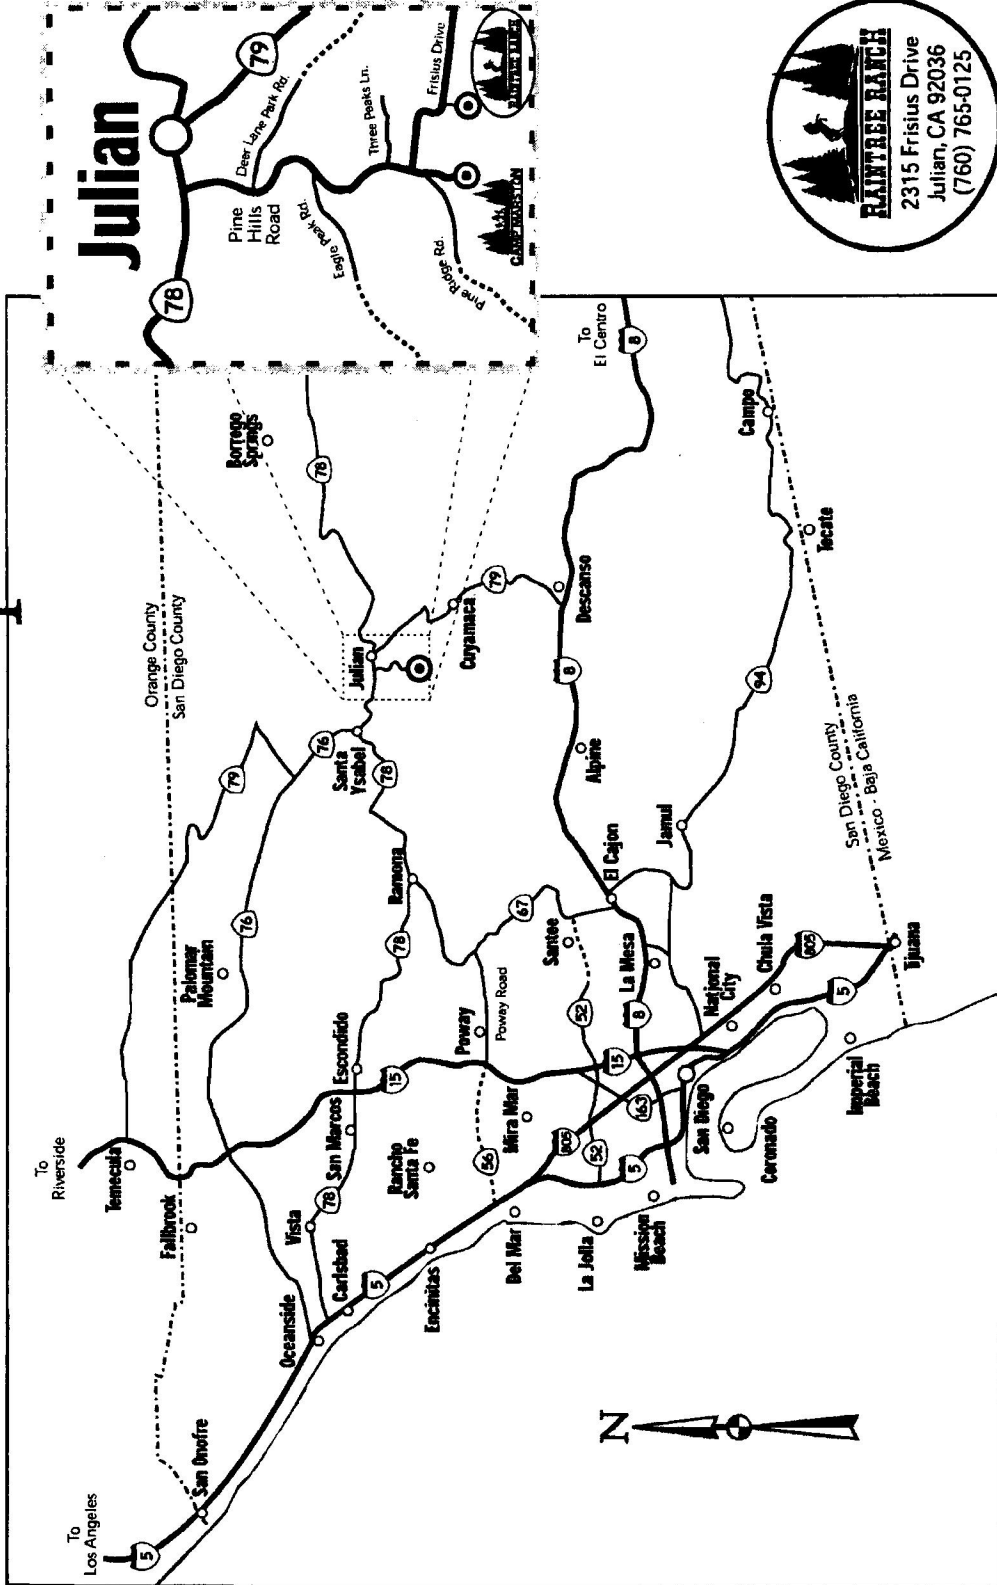 Julian
78
79
Pine
Hills
Road
Deer Lane Park Rd.
Eagle Peak Rd.
Three Peaks Ln.
Pine Ridge Rd.
Frisius Drive
CAMP MARSTON
RAINTREE RANCH
RAINTREE RANCH
2315 Frisius Drive
Julian, CA 92036
(760) 765-0125
To
Los Angeles
5
San Onofre
To
Riverside
Temecula
Fallbrook
Orange County
San Diego County
79
76
Palomar
Mountain
Borrego
Springs
78
Julian
Santa
Ysabel
76
78
Cuyamaca
79
Oceanside
Vista
Carlsbad
78
San Marcos
Escondido
78
Ramona
15
5
Encinitas
Rancho
Santa Fe
Poway
Poway Road
67
56
Mira Mar
Del Mar
Santee
52
15
805
52
La Jolla
163
5
Mission
Beach
8
La Mesa
El Cajon
Alpine
8
Descanso
To
El Centro
8
San Diego
National
City
Jamul
94
Campo
Coronado
Chula Vista
805
5
Imperial
Beach
Tijuana
Tecate
San Diego County
Mexico - Baja California
N